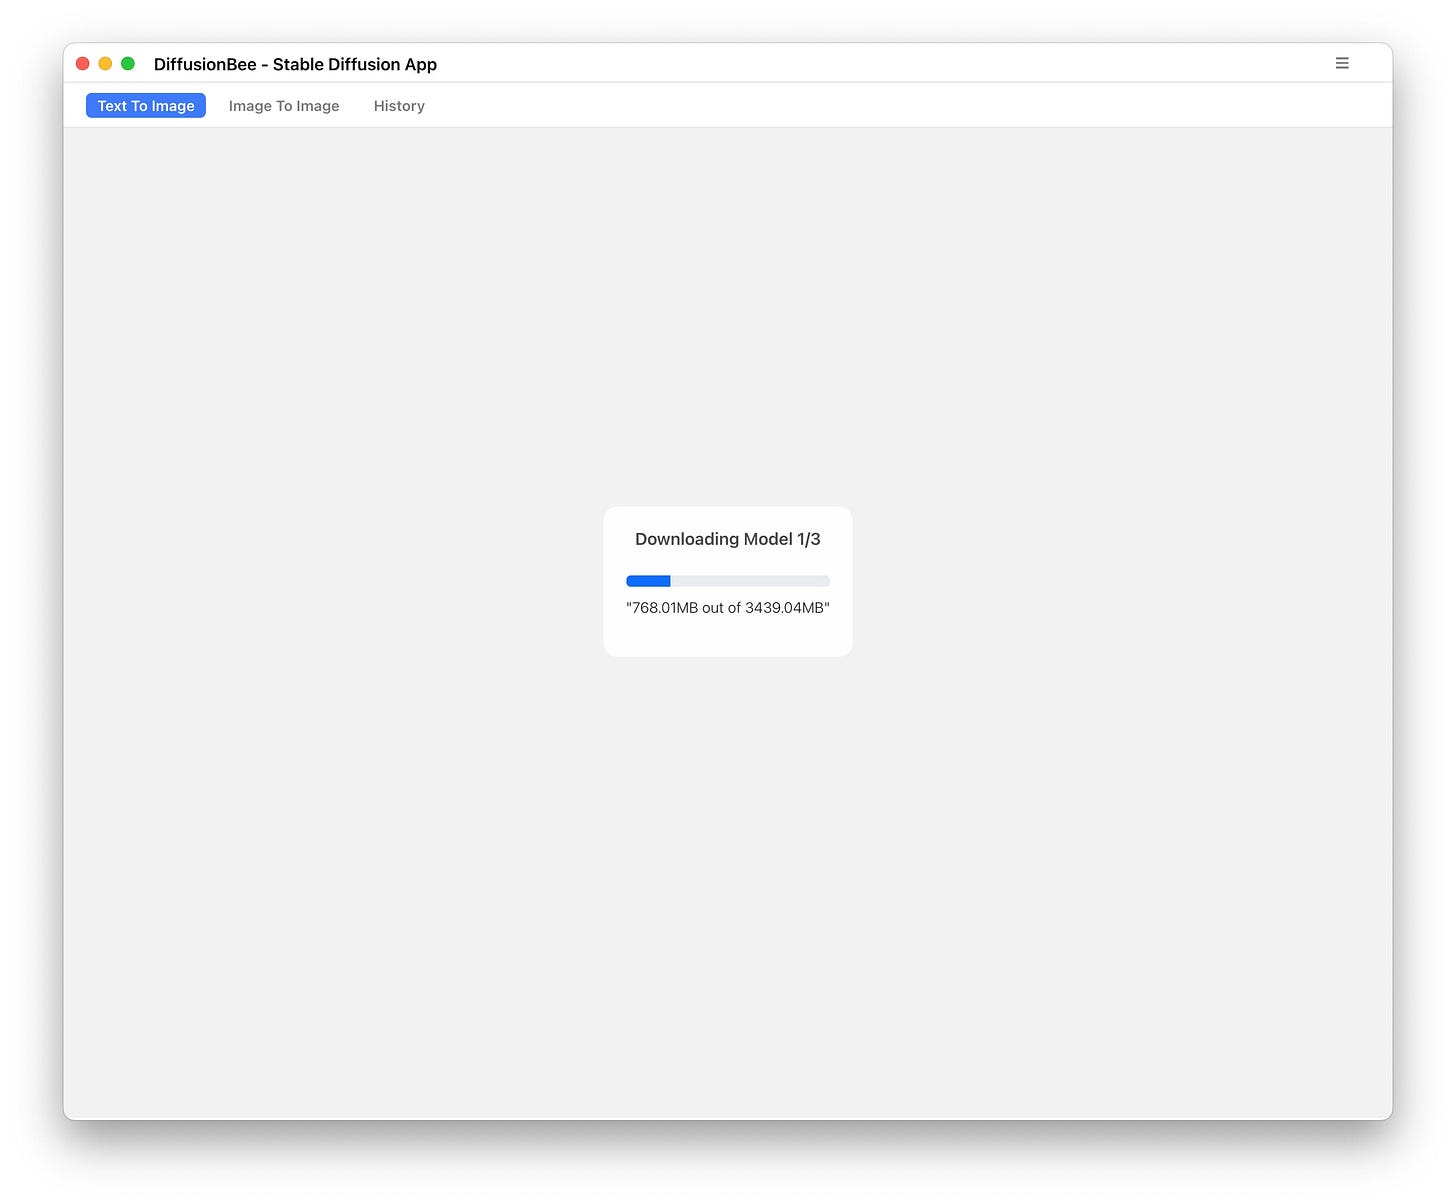 DiffusionBee - Stable Diffusion App
Text To Image Image To Image History
Downloading Model 1/3
"768.01MB out of 3439.04MB"